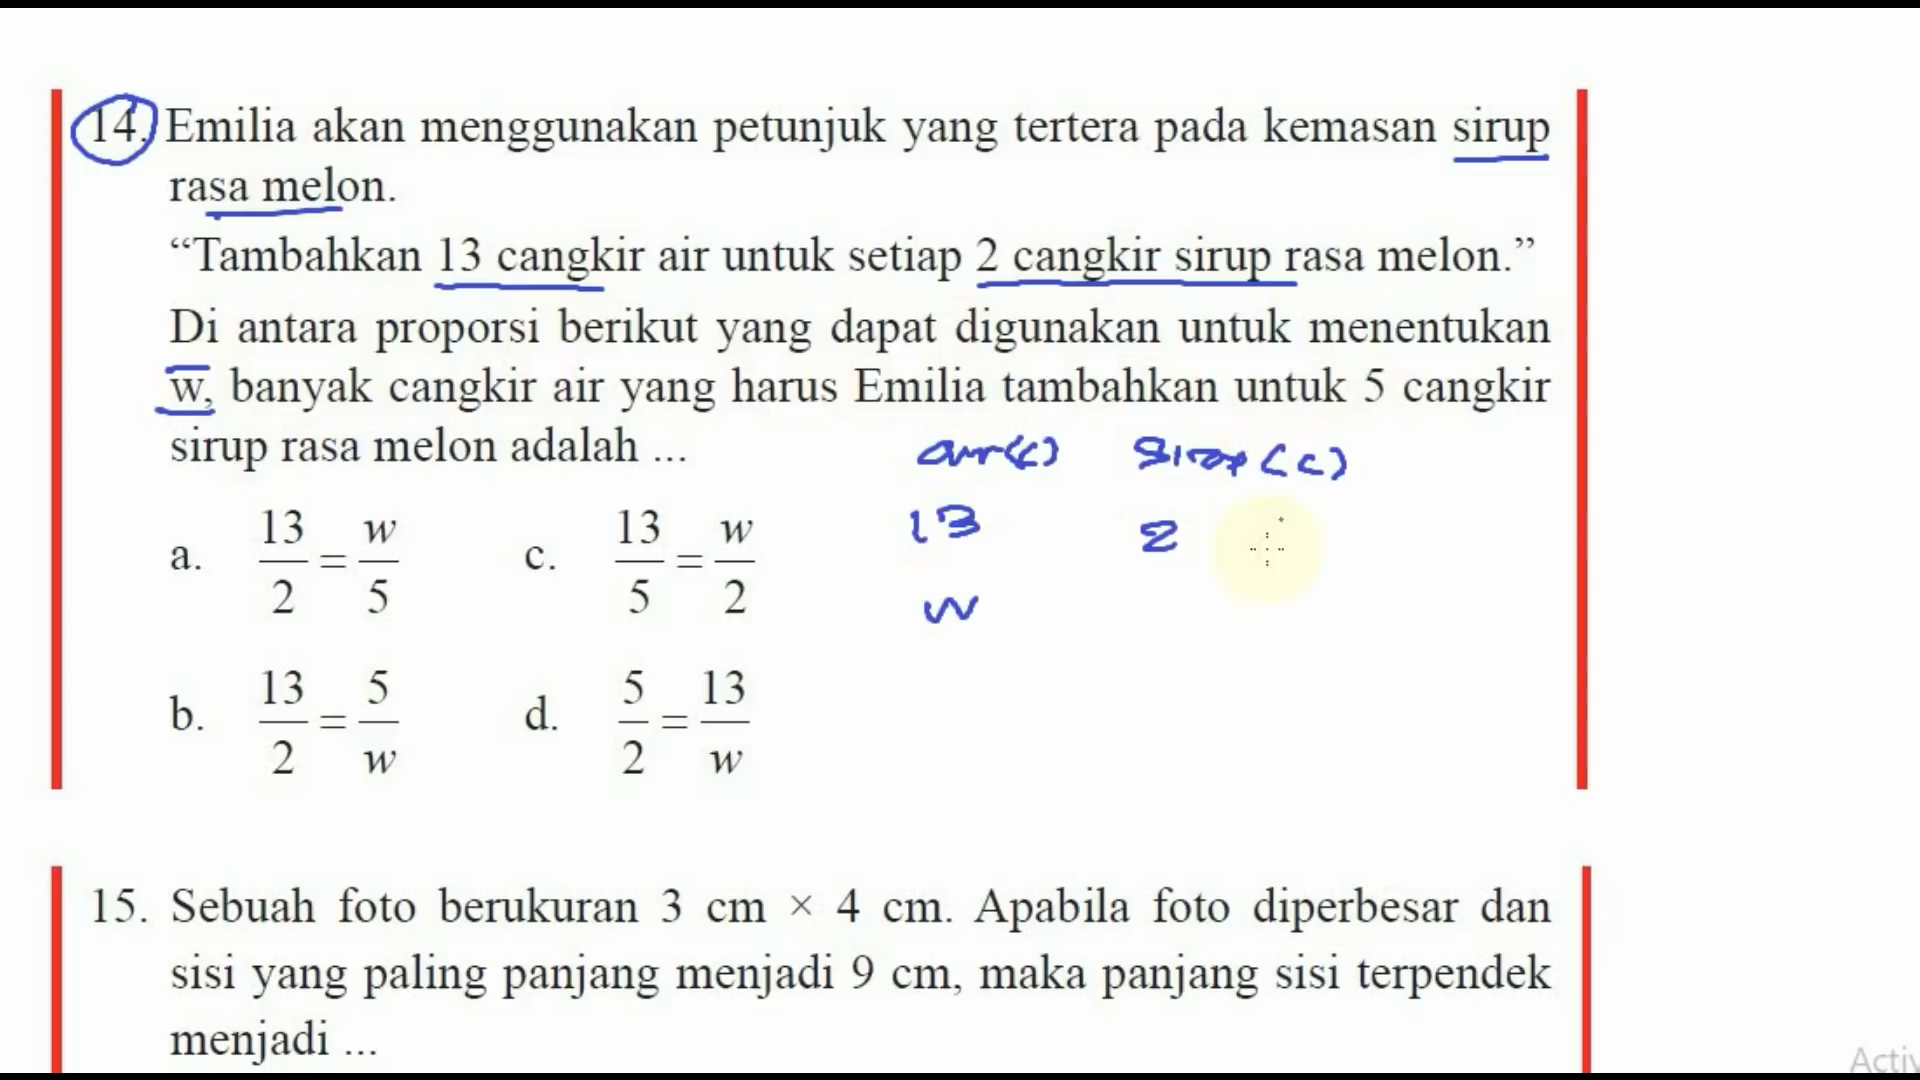 14. Emilia akan menggunakan petunjuk yang tertera pada kemasan sirup
rasa melon.
“Tambahkan 13 cangkir air untuk setiap 2 cangkir sirup rasa melon.”
Di antara proporsi berikut yang dapat digunakan untuk menentukan
w, banyak cangkir air yang harus Emilia tambahkan untuk 5 cangkir
sirup rasa melon adalah ...
air(c) sirop(c)
13 2
w
a. 13/2 = w/5 c. 13/5 = w/2
b. 13/2 = 5/w d. 5/2 = 13/w
15. Sebuah foto berukuran 3 cm × 4 cm. Apabila foto diperbesar dan
sisi yang paling panjang menjadi 9 cm, maka panjang sisi terpendek
menjadi ...